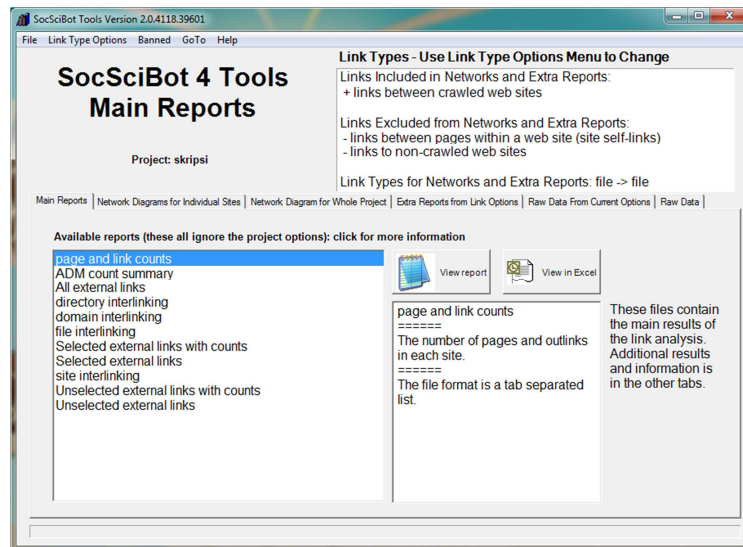 SocSciBot Tools Version 2.0.4118.39601
File Link Type Options Banned GoTo Help
SocSciBot 4 Tools
Main Reports
Project: skripsi
Link Types - Use Link Type Options Menu to Change
Links Included in Networks and Extra Reports:
+ links between crawled web sites
Links Excluded from Networks and Extra Reports:
- links between pages within a web site (site self-links)
- links to non-crawled web sites
Link Types for Networks and Extra Reports: file -> file
Main Reports Network Diagrams for Individual Sites Network Diagram for Whole Project Extra Reports from Link Options Raw Data From Current Options Raw Data
Available reports (these all ignore the project options): click for more information
page and link counts
ADM count summary
All external links
directory interlinking
domain interlinking
file interlinking
Selected external links with counts
Selected external links
site interlinking
Unselected external links with counts
Unselected external links
View report
View in Excel
page and link counts
======
The number of pages and outlinks
in each site.
======
The file format is a tab separated
list.
These files contain
the main results of
the link analysis.
Additional results
and information is
in the other tabs.